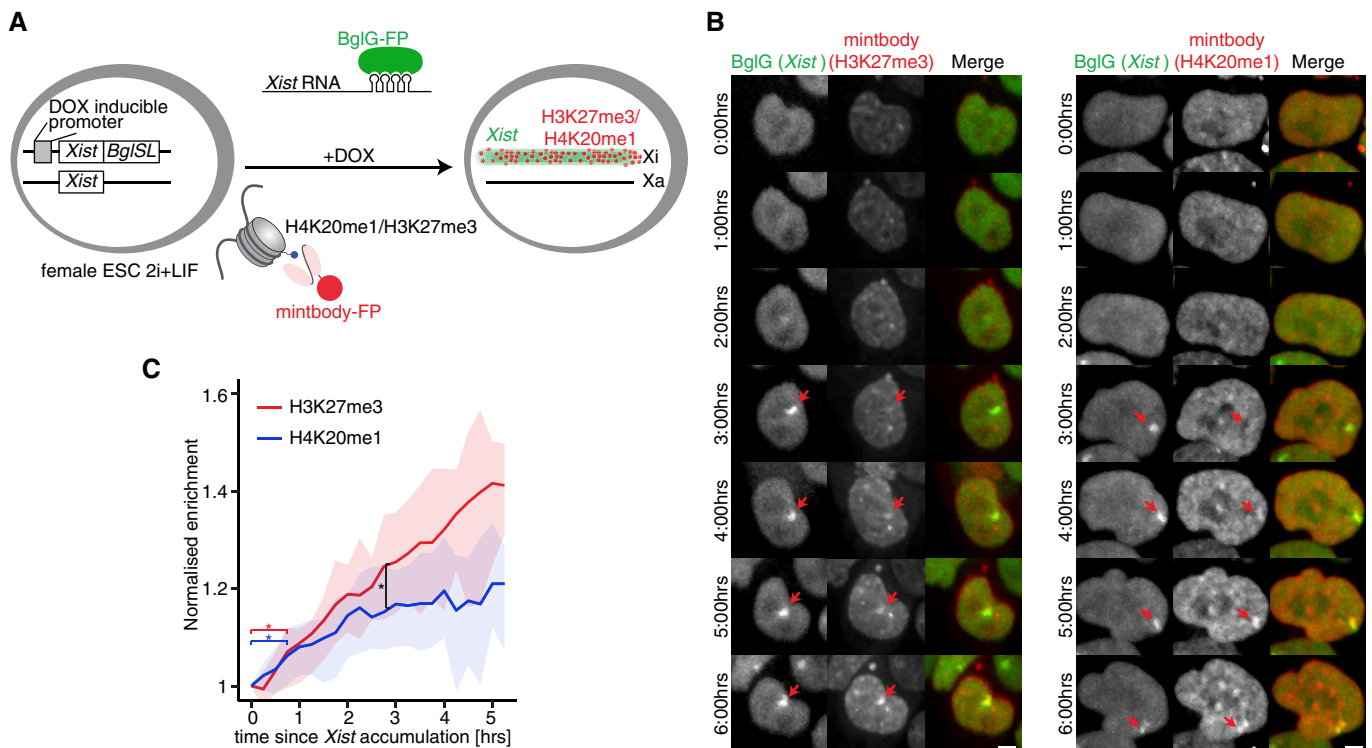 A
BglG-FP
Xist RNA
DOX inducible
promoter
Xist BglSL
Xist
+DOX
Xist
H3K27me3/
H4K20me1
Xi
Xa
H4K20me1/H3K27me3
female ESC 2i+LIF
mintbody-FP
B
mintbody
BglG (Xist) (H3K27me3) Merge
0:00hrs
1:00hrs
2:00hrs
3:00hrs
4:00hrs
5:00hrs
6:00hrs
mintbody
BglG (Xist) (H4K20me1) Merge
0:00hrs
1:00hrs
2:00hrs
3:00hrs
4:00hrs
5:00hrs
6:00hrs
C
Normalised enrichment
1.6
1.4
1.2
1
H3K27me3
H4K20me1
*
*
*
0 1 2 3 4 5
time since Xist accumulation [hrs]